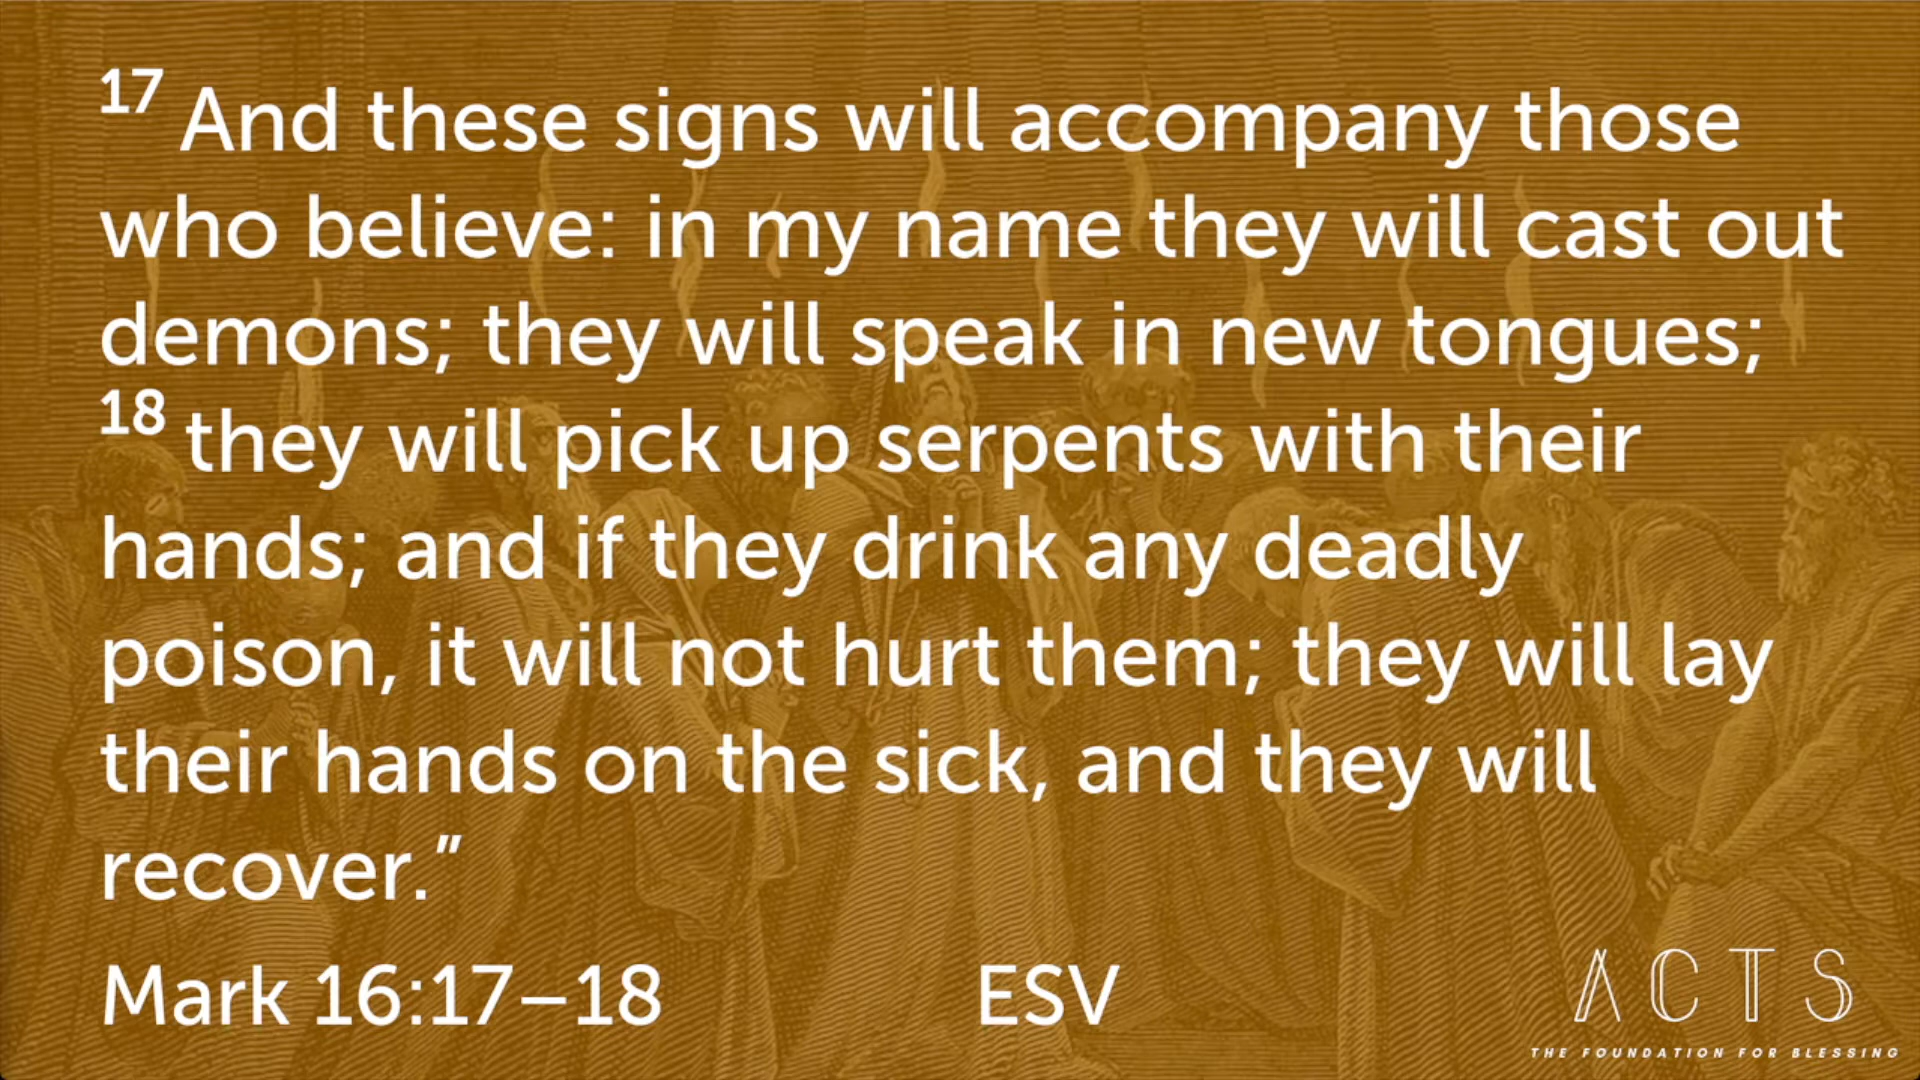 17 And these signs will accompany those
who believe: in my name they will cast out
demons; they will speak in new tongues;
18 they will pick up serpents with their
hands; and if they drink any deadly
poison, it will not hurt them; they will lay
their hands on the sick, and they will
recover.”
Mark 16:17–18 ESV
ACTS
THE FOUNDATION FOR BLESSING